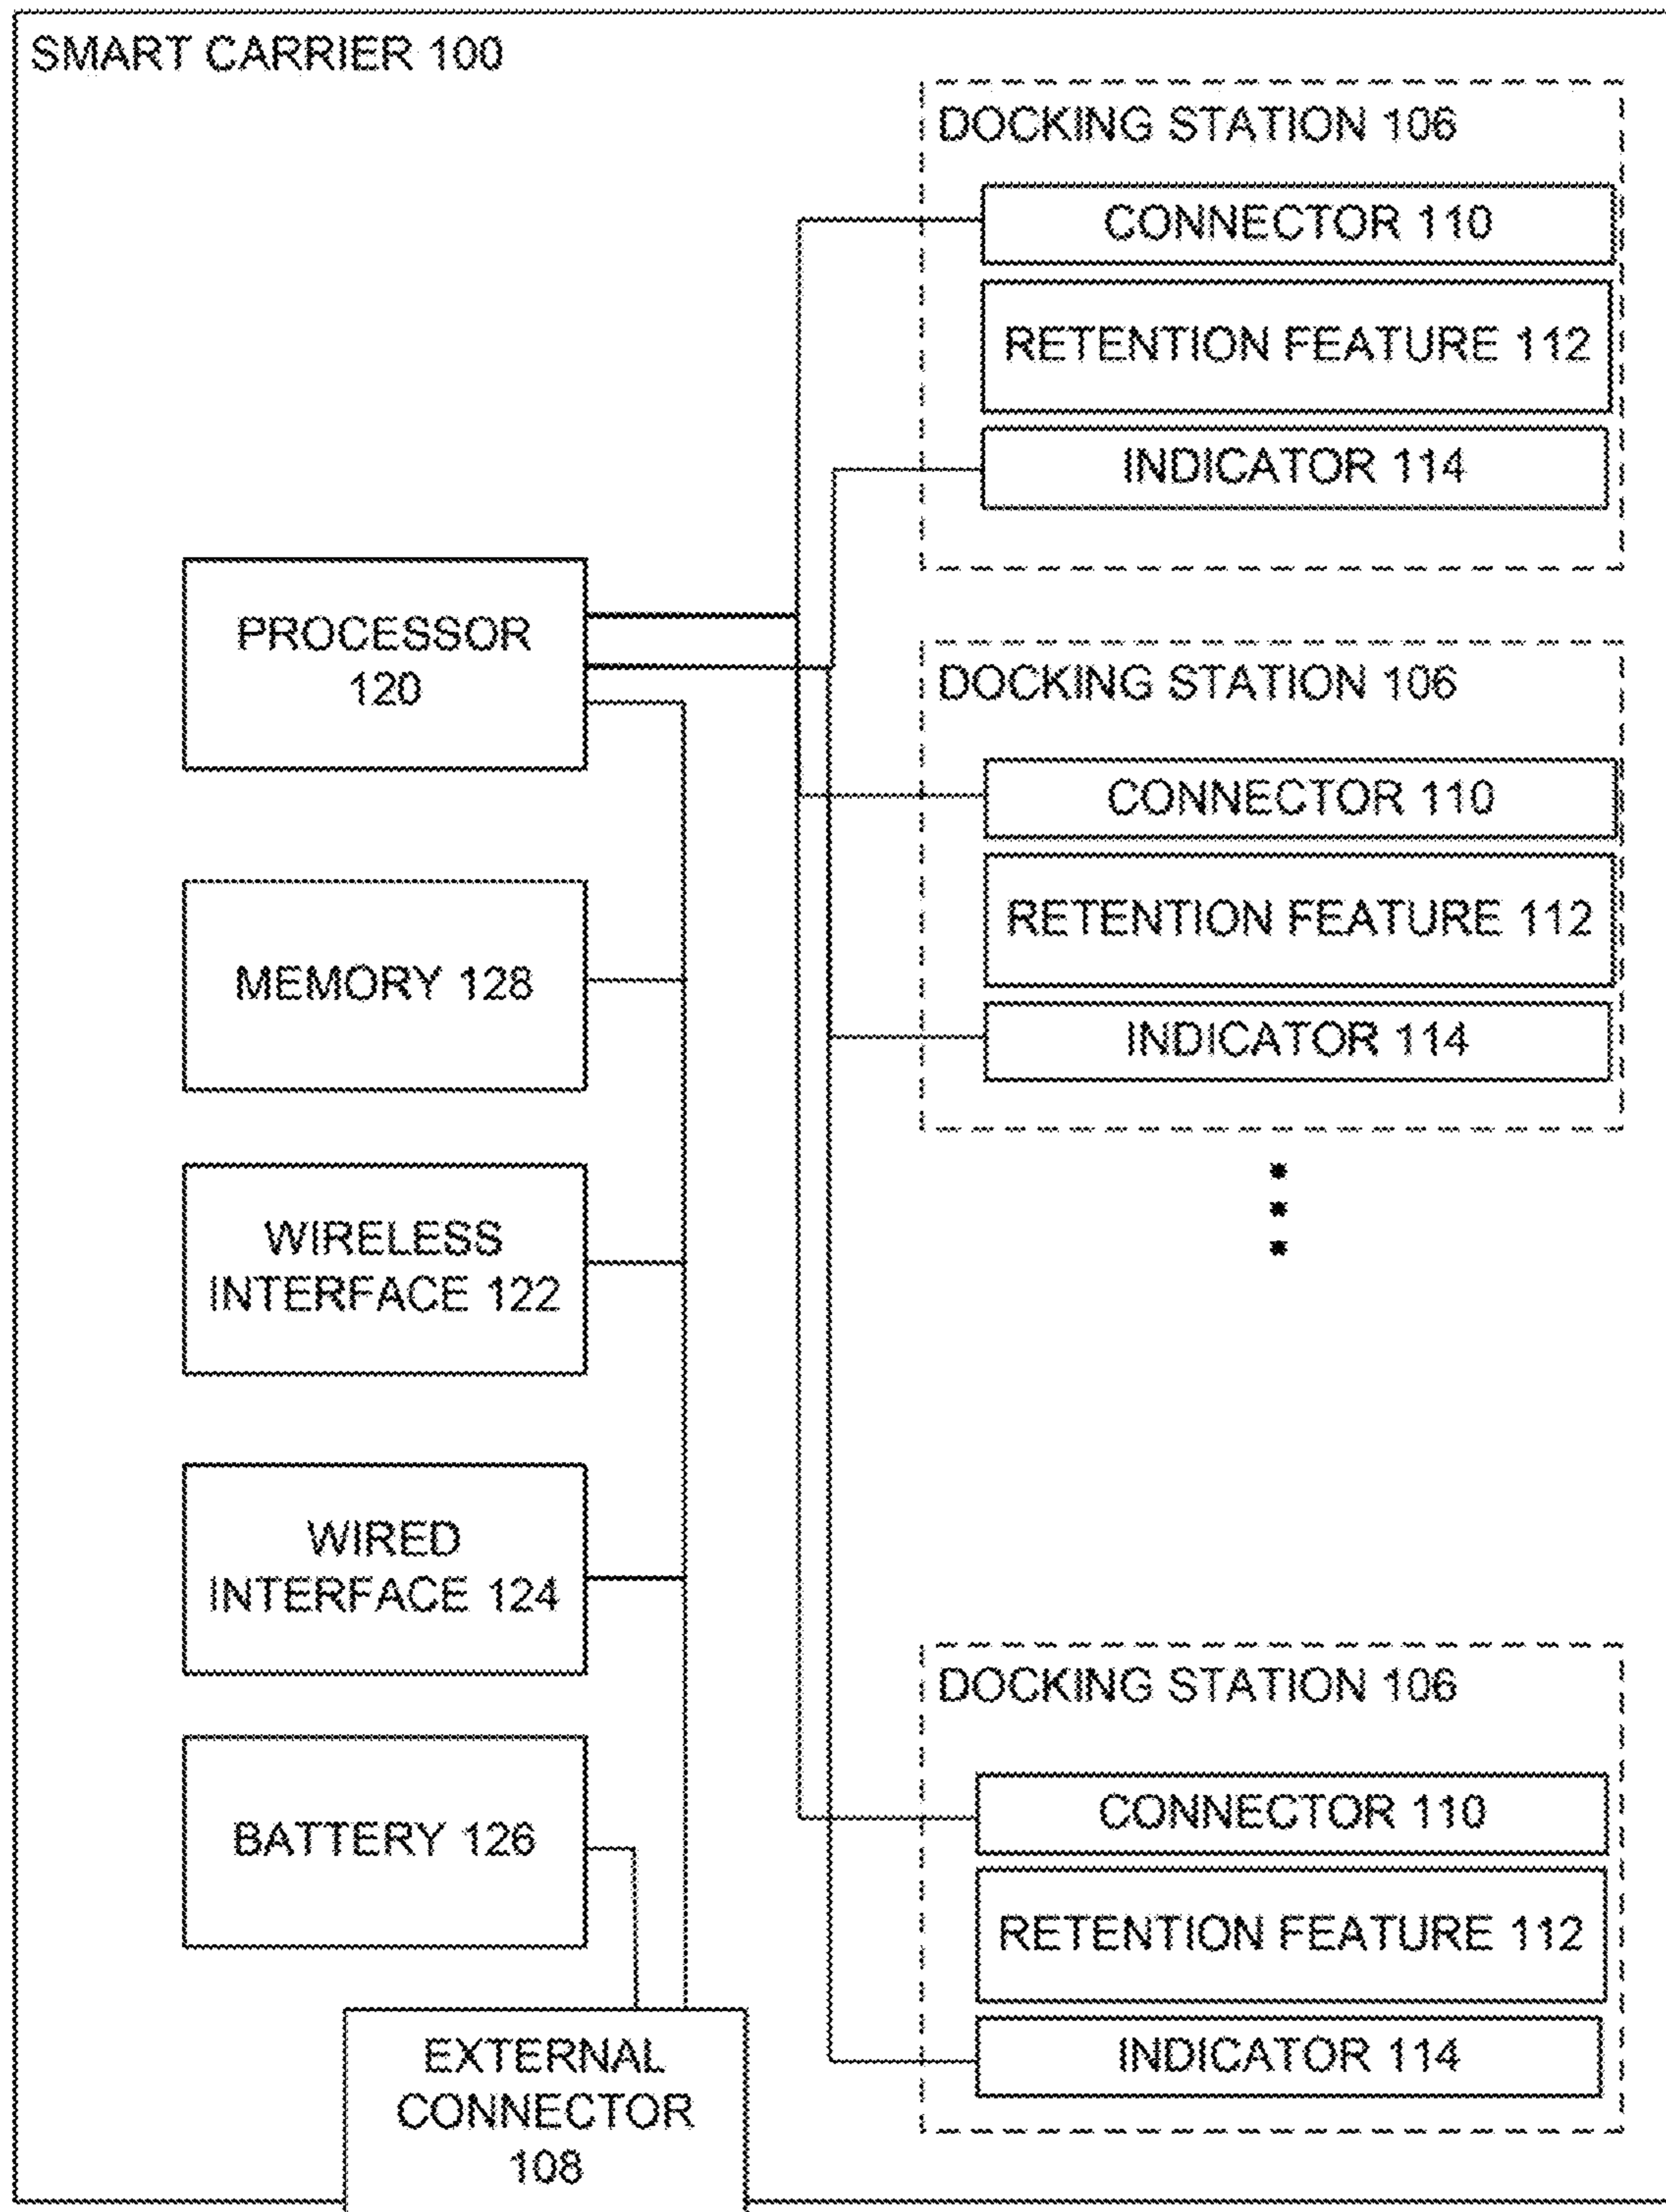 SMART CARRIER 100
DOCKING STATION 106
CONNECTOR 110
RETENTION FEATURE 112
INDICATOR 114
PROCESSOR
120
DOCKING STATION 106
CONNECTOR 110
RETENTION FEATURE 112
INDICATOR 114
MEMORY 128
WIRELESS
INTERFACE 122
WIRED
INTERFACE 124
DOCKING STATION 106
CONNECTOR 110
RETENTION FEATURE 112
INDICATOR 114
BATTERY 126
EXTERNAL
CONNECTOR
108